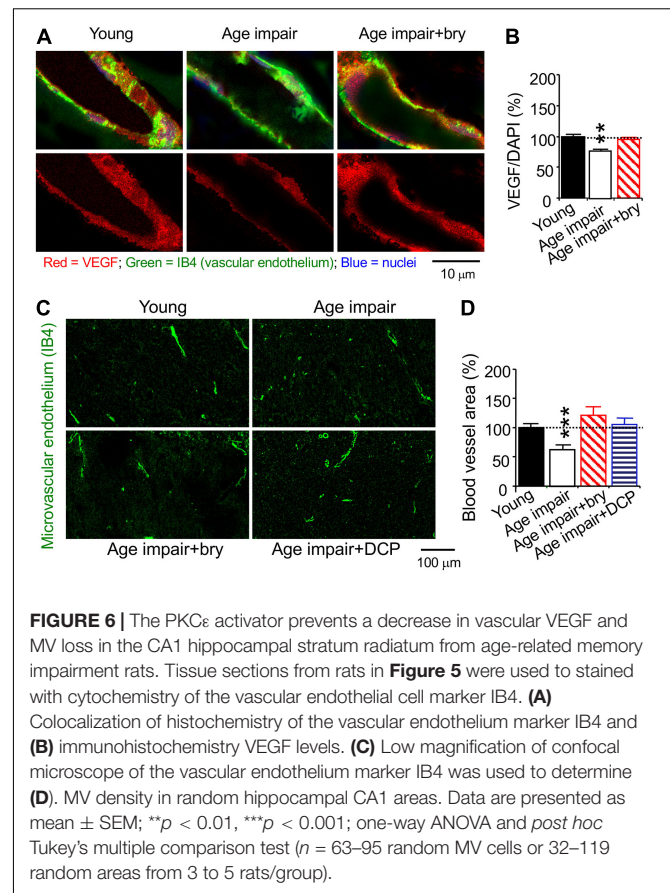 A
Young
Age impair
Age impair+bry
Red = VEGF; Green = IB4 (vascular endothelium); Blue = nuclei
10 μm
B
VEGF/DAPI (%)
200
150
100
50
0
**
Young
Age impair
Age impair+bry
C
Young
Age impair
Microvascular endothelium (IB4)
Age impair+bry
Age impair+DCP
100 μm
D
Blood vessel area (%)
200
150
100
50
0
***
Young
Age impair
Age impair+bry
Age impair+DCP
FIGURE 6 | The PKCε activator prevents a decrease in vascular VEGF and
MV loss in the CA1 hippocampal stratum radiatum from age-related memory
impairment rats. Tissue sections from rats in Figure 5 were used to stained
with cytochemistry of the vascular endothelial cell marker IB4. (A)
Colocalization of histochemistry of the vascular endothelium marker IB4 and
(B) immunohistochemistry VEGF levels. (C) Low magnification of confocal
microscope of the vascular endothelium marker IB4 was used to determine
(D). MV density in random hippocampal CA1 areas. Data are presented as
mean ± SEM; **p < 0.01, ***p < 0.001; one-way ANOVA and post hoc
Tukey's multiple comparison test (n = 63–95 random MV cells or 32–119
random areas from 3 to 5 rats/group).